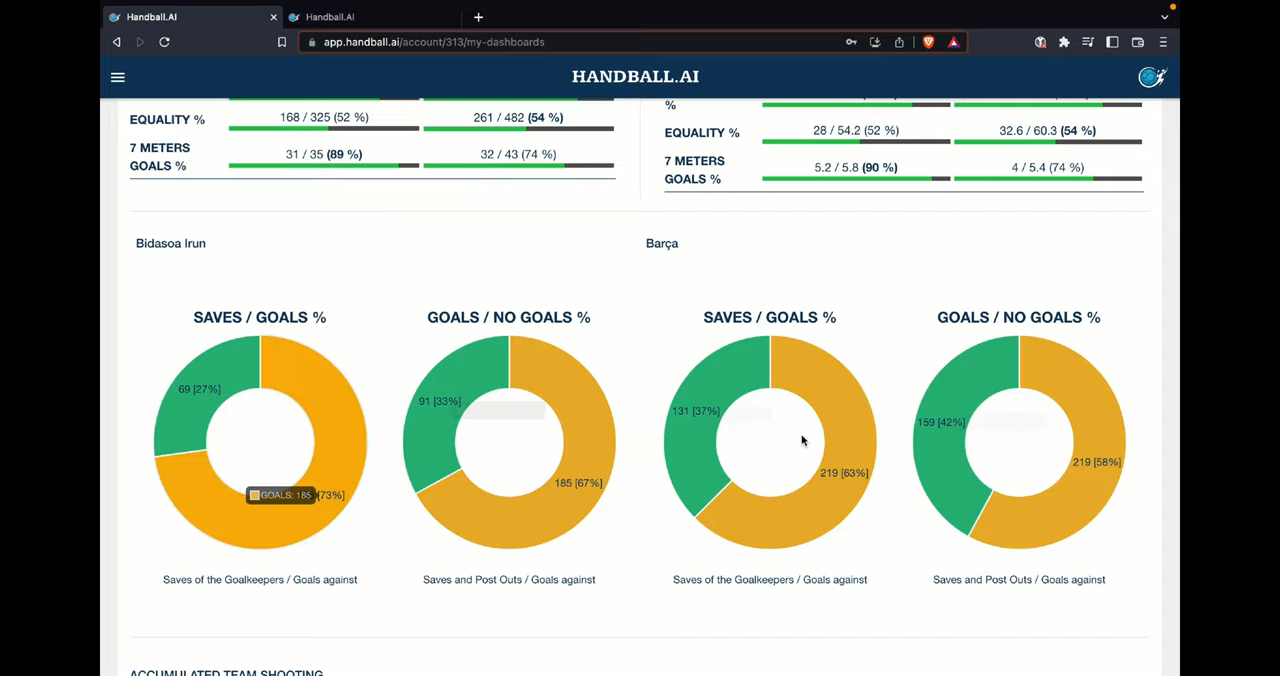 Handball.AI
Handball.AI
app.handball.ai/account/313/my-dashboards
HANDBALL.AI
EQUALITY % 168 / 325 (52 %) 261 / 482 (54 %)
7 METERS GOALS % 31 / 35 (89 %) 32 / 43 (74 %)
%
EQUALITY % 28 / 54.2 (52 %) 32.6 / 60.3 (54 %)
7 METERS GOALS % 5.2 / 5.8 (90 %) 4 / 5.4 (74 %)
Bidasoa Irun
Barça
SAVES / GOALS %
69 [27%]
GOALS: 185 [73%]
Saves of the Goalkeepers / Goals against
GOALS / NO GOALS %
91 [33%]
185 [67%]
Saves and Post Outs / Goals against
SAVES / GOALS %
131 [37%]
219 [63%]
Saves of the Goalkeepers / Goals against
GOALS / NO GOALS %
159 [42%]
219 [58%]
Saves and Post Outs / Goals against
ACCUMULATED TEAM SHOOTING